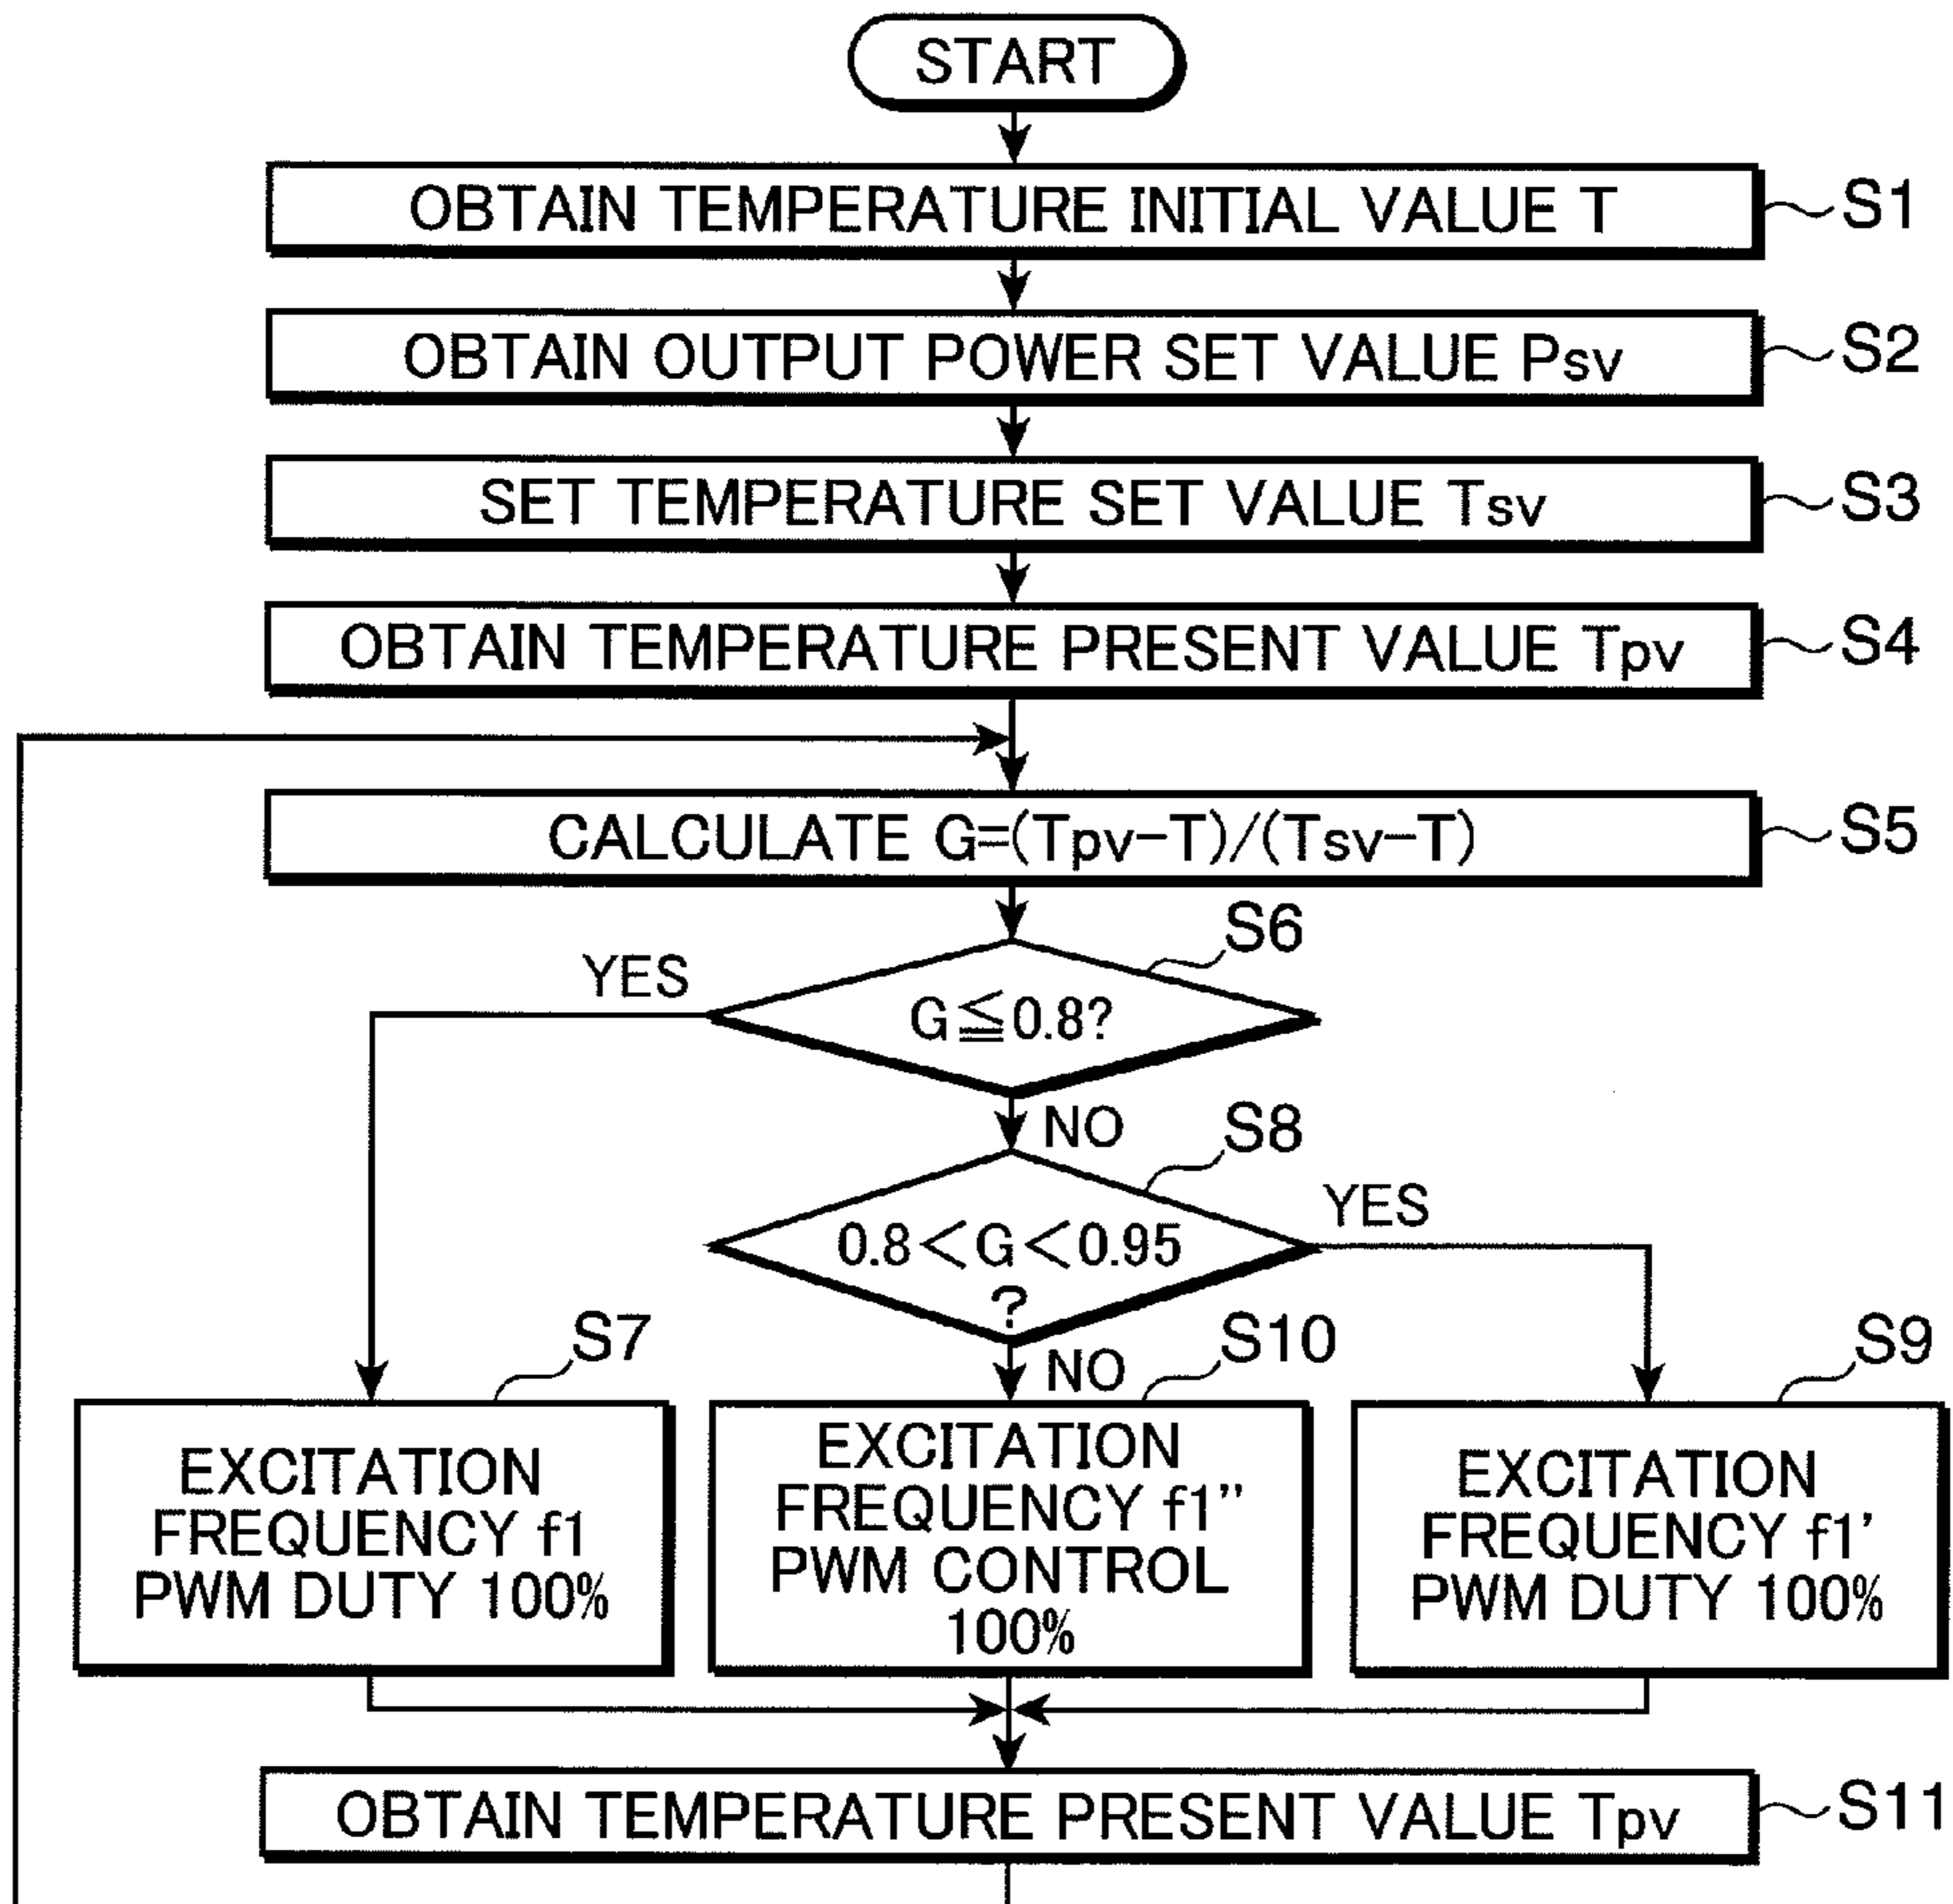 START
OBTAIN TEMPERATURE INITIAL VALUE T
S1
OBTAIN OUTPUT POWER SET VALUE Psv
S2
SET TEMPERATURE SET VALUE Tsv
S3
OBTAIN TEMPERATURE PRESENT VALUE Tpv
S4
CALCULATE G=(Tpv-T)/(Tsv-T)
S5
S6
YES
G≦0.8?
NO
S8
YES
0.8<G<0.95
?
NO
S7
EXCITATION
FREQUENCY f1
PWM DUTY 100%
S10
EXCITATION
FREQUENCY f1''
PWM CONTROL
100%
S9
EXCITATION
FREQUENCY f1'
PWM DUTY 100%
OBTAIN TEMPERATURE PRESENT VALUE Tpv
S11